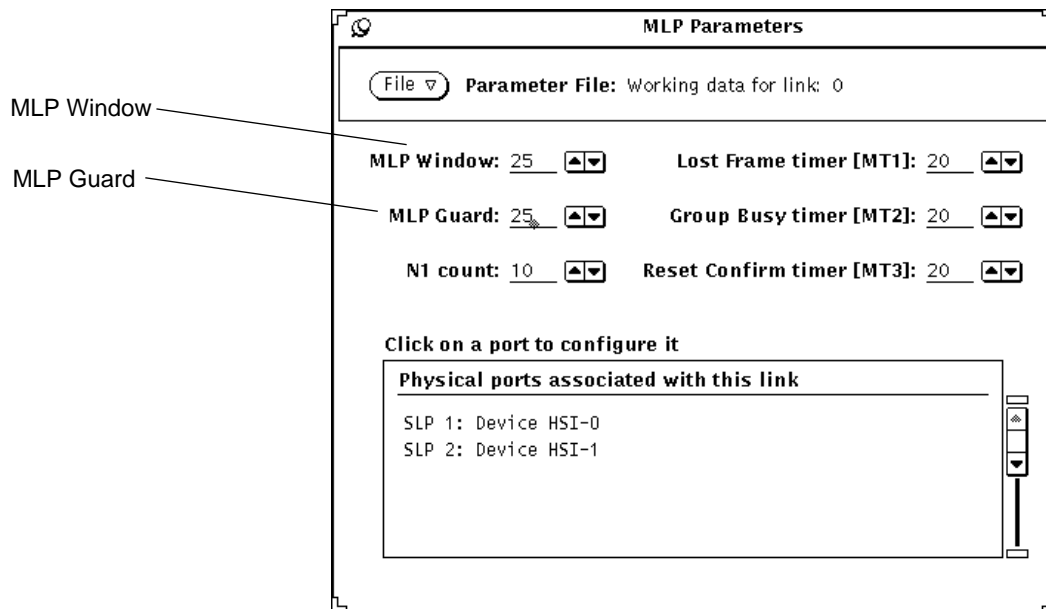 MLP Parameters
File Parameter File: Working data for link: 0
MLP Window
MLP Window: 25 Lost Frame timer [MT1]: 20
MLP Guard
MLP Guard: 25 Group Busy timer [MT2]: 20
N1 count: 10 Reset Confirm timer [MT3]: 20
Click on a port to configure it
Physical ports associated with this link
SLP 1: Device HSI-0
SLP 2: Device HSI-1